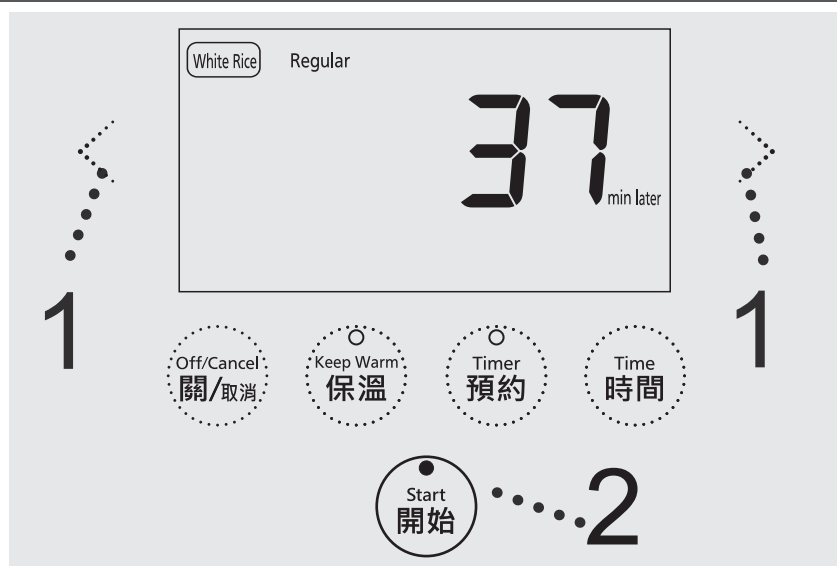 White Rice Regular
37
min later
1
1
Off/Cancel
關/取消
Keep Warm
保溫
Timer
預約
Time
時間
Start
開始
2